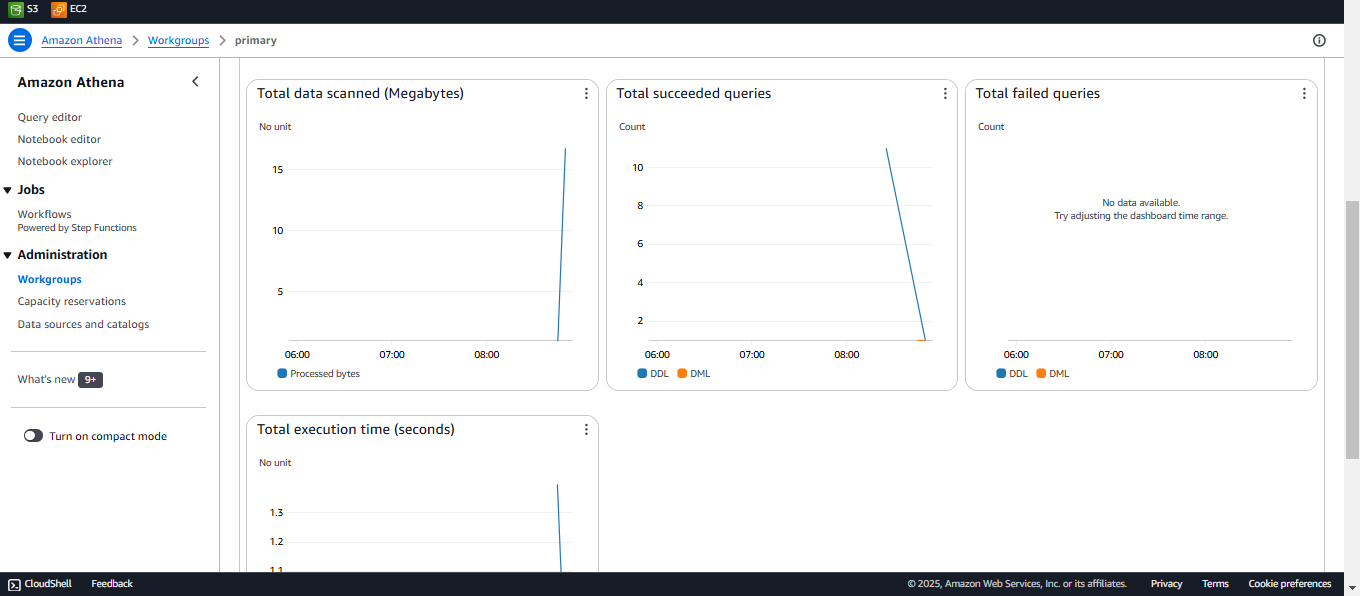 S3 EC2
Amazon Athena Workgroups primary
Amazon Athena
Query editor
Notebook editor
Notebook explorer
Jobs
Workflows
Powered by Step Functions
Administration
Workgroups
Capacity reservations
Data sources and catalogs
What's new 9+
Turn on compact mode
Total data scanned (Megabytes)
No unit
15
10
5
06:00 07:00 08:00
Processed bytes
Total succeeded queries
Count
10
8
6
4
2
06:00 07:00 08:00
DDL DML
Total failed queries
Count
No data available.
Try adjusting the dashboard time range.
06:00 07:00 08:00
DDL DML
Total execution time (seconds)
No unit
1.3
1.2
1.1
CloudShell Feedback © 2025, Amazon Web Services, Inc. or its affiliates. Privacy Terms Cookie preferences